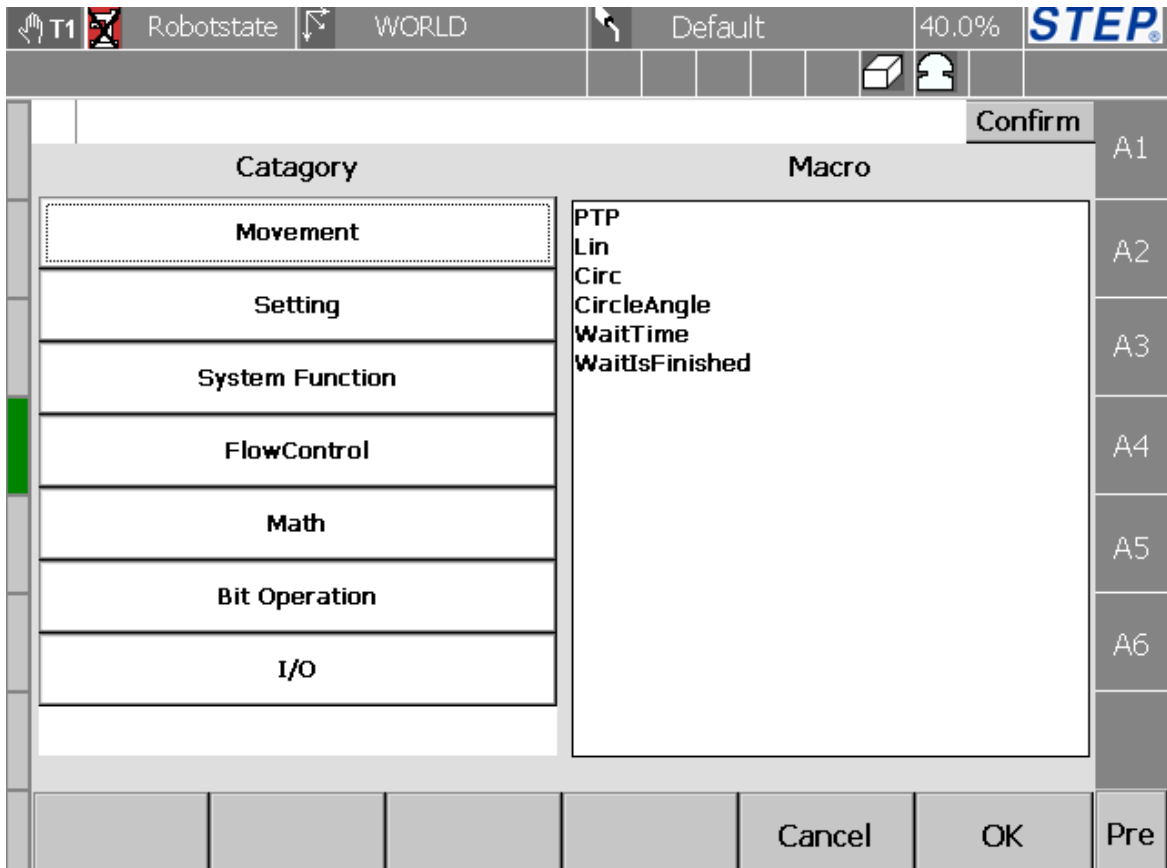 T1 Robotstate WORLD Default 40.0% STEP®
Confirm
Catagory
Macro
Movement
Setting
System Function
FlowControl
Math
Bit Operation
I/O
PTP
Lin
Circ
CircleAngle
WaitTime
WaitIsFinished
A1
A2
A3
A4
A5
A6
Cancel
OK
Pre